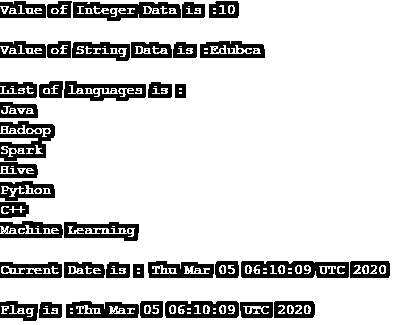 Value of Integer Data is :10
Value of String Data is :Edubca
List of languages is :
Java
Hadoop
Spark
Hive
Python
C++
Machine Learning
Current Date is : Thu Mar 05 06:10:09 UTC 2020
Flag is :Thu Mar 05 06:10:09 UTC 2020